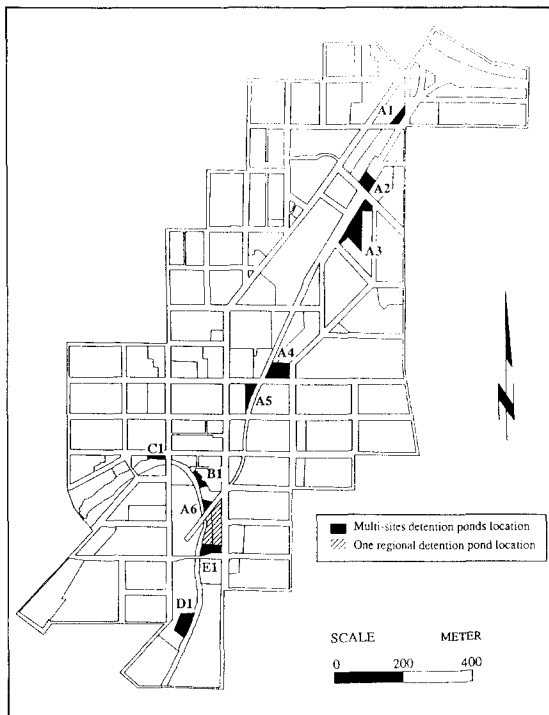 A1
A2
A3
A4
A5
C1
B1
A6
E1
D1
Multi-sites detention ponds location
One regional detention pond location
SCALE METER
0 200 400
N